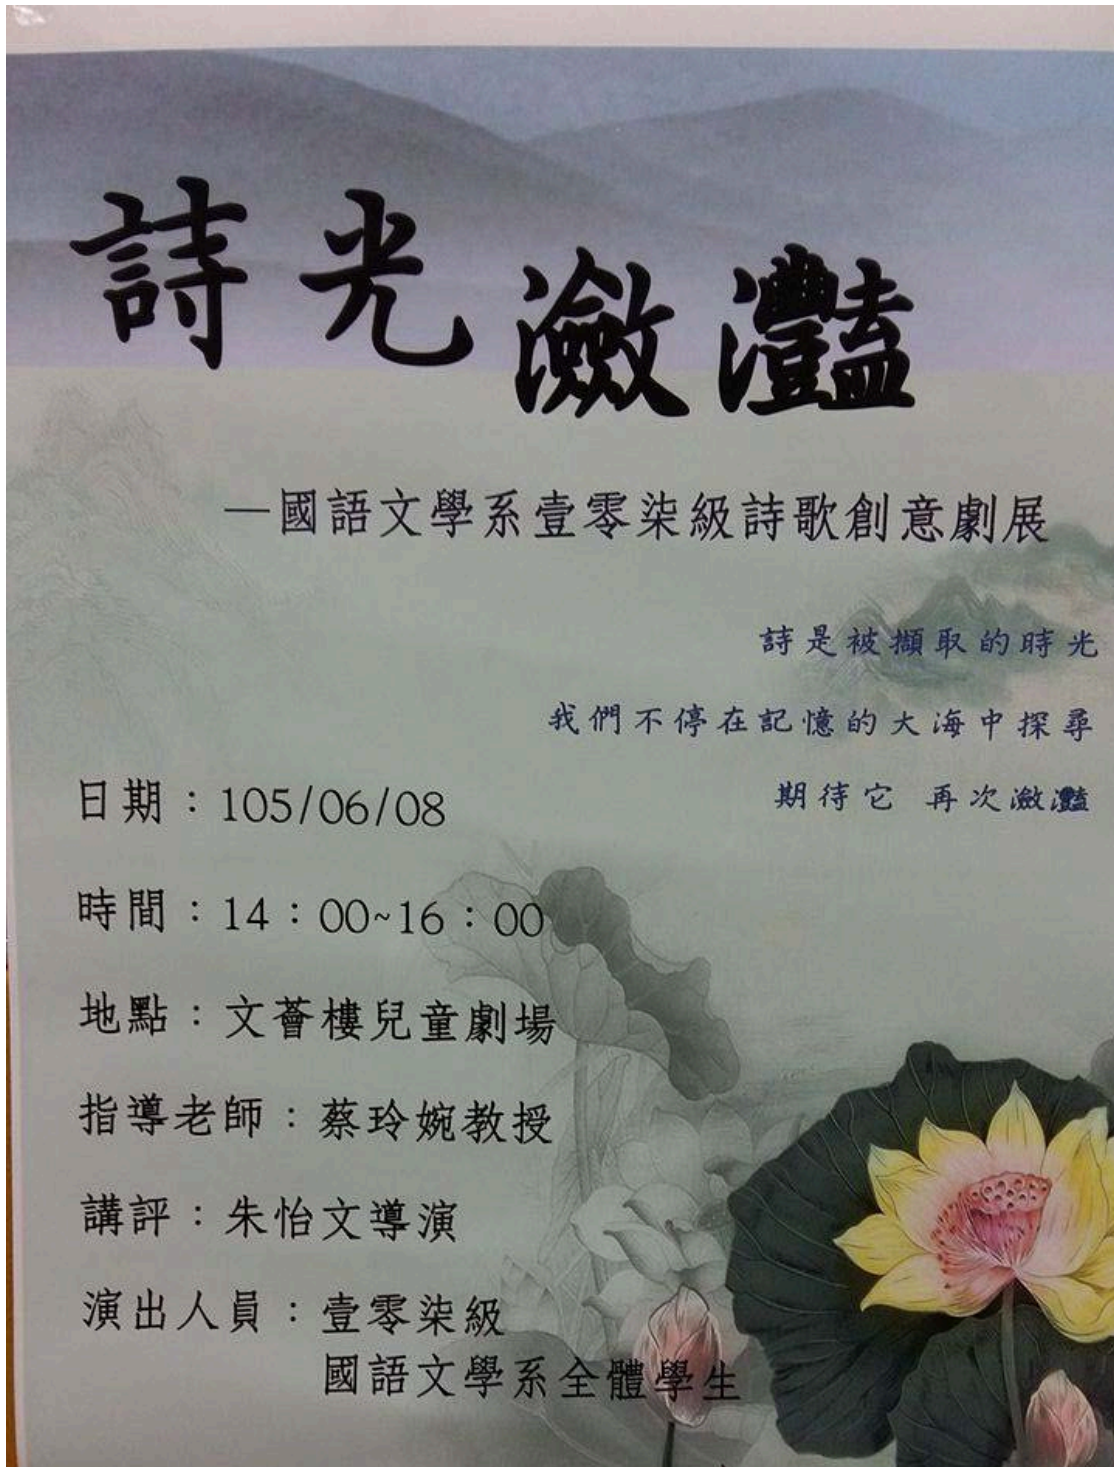 詩光瀲灩
—國語文學系壹零柒級詩歌創意劇展
詩是被擷取的時光
我們不停在記憶的大海中探尋
期待它 再次瀲灩
日期：105/06/08
時間：14：00~16：00
地點：文薈樓兒童劇場
指導老師：蔡玲婉教授
講評：朱怡文導演
演出人員：壹零柒級
國語文學系全體學生